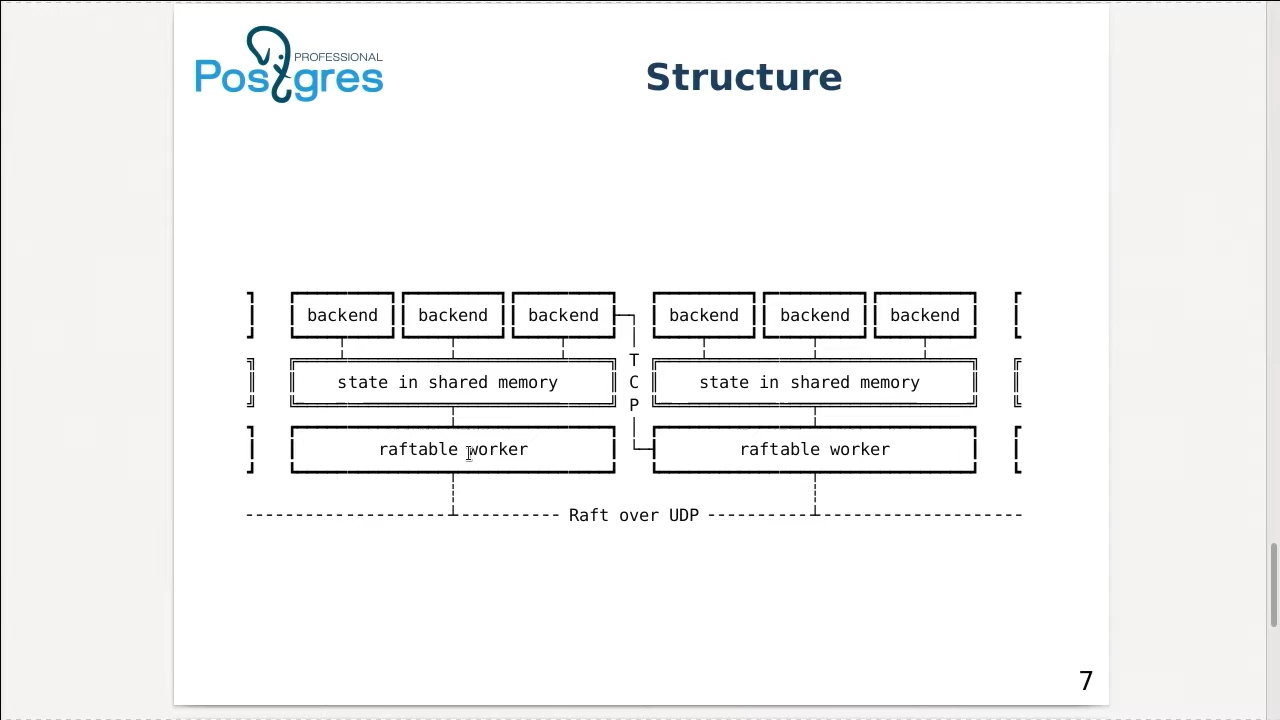 PROFESSIONAL
Postgres
Structure
backend backend backend backend backend backend
TCP
state in shared memory state in shared memory
raftable worker raftable worker
Raft over UDP
7